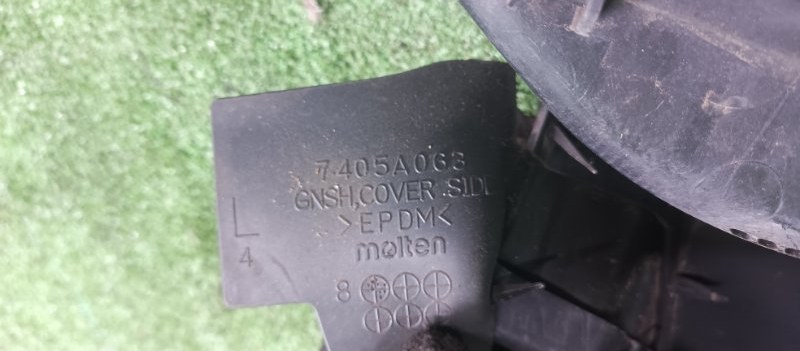 7405A063
GNSH,COVER SIDE
>EPDM<
molten
L
4
8